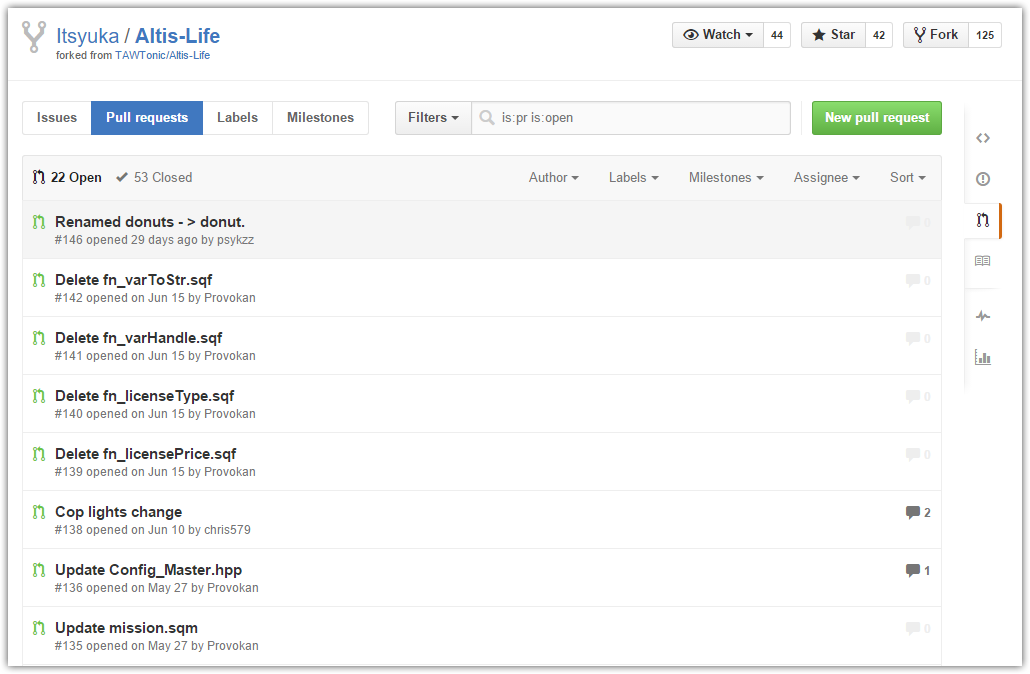 Itsyuka / Altis-Life
forked from TAWTonic/Altis-Life
Watch 44 Star 42 Fork 125
Issues Pull requests Labels Milestones Filters is:pr is:open New pull request
22 Open 53 Closed Author Labels Milestones Assignee Sort
Renamed donuts - > donut. 0
#146 opened 29 days ago by psykzz
Delete fn_varToStr.sqf 0
#142 opened on Jun 15 by Provokan
Delete fn_varHandle.sqf 0
#141 opened on Jun 15 by Provokan
Delete fn_licenseType.sqf 0
#140 opened on Jun 15 by Provokan
Delete fn_licensePrice.sqf 0
#139 opened on Jun 15 by Provokan
Cop lights change 2
#138 opened on Jun 10 by chris579
Update Config_Master.hpp 1
#136 opened on May 27 by Provokan
Update mission.sqm 0
#135 opened on May 27 by Provokan